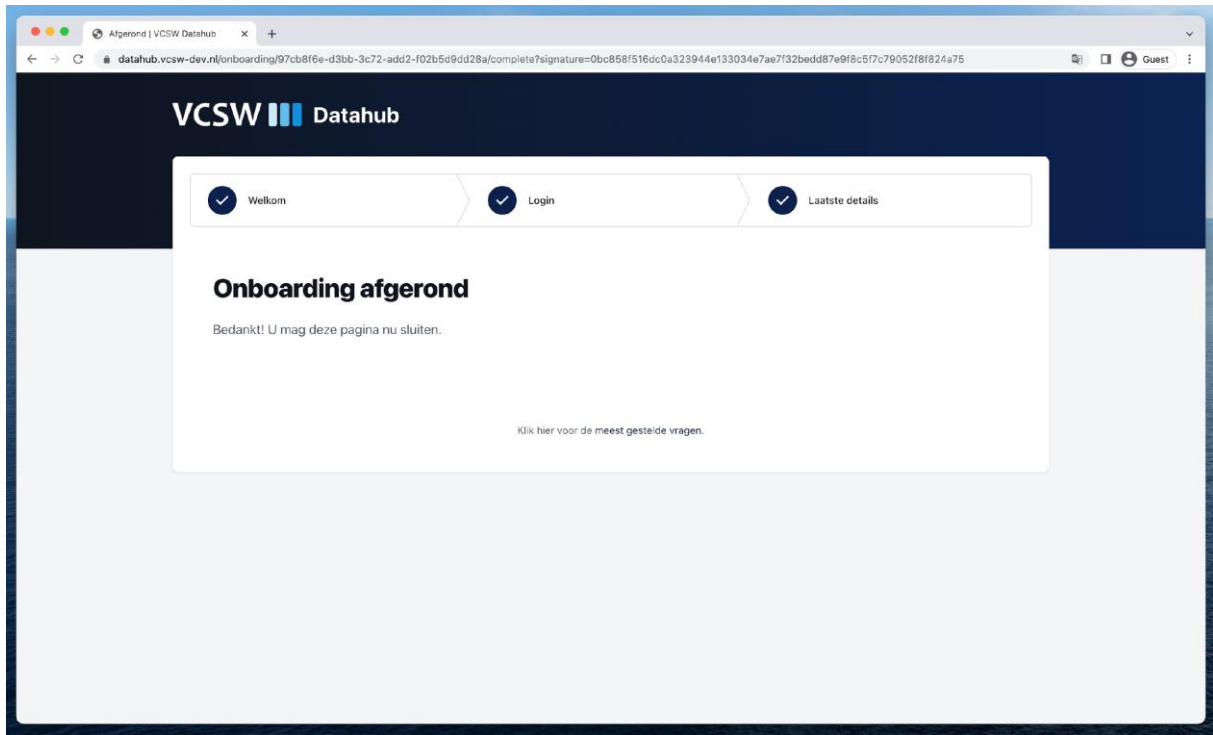 Afgerond | VCSW Datahub
datahub.vcsw-dev.nl/onboarding/97cb8f6e-d3bb-3c72-add2-f02b5d9dd28a/complete?signature=0bc858f516dc0a323944e133034e7ae7f32bedd87e9f8c5f7c79052f8f824a75
Guest
VCSW Datahub
Welkom
Login
Laatste details
Onboarding afgerond
Bedankt! U mag deze pagina nu sluiten.
Klik hier voor de meest gestelde vragen.